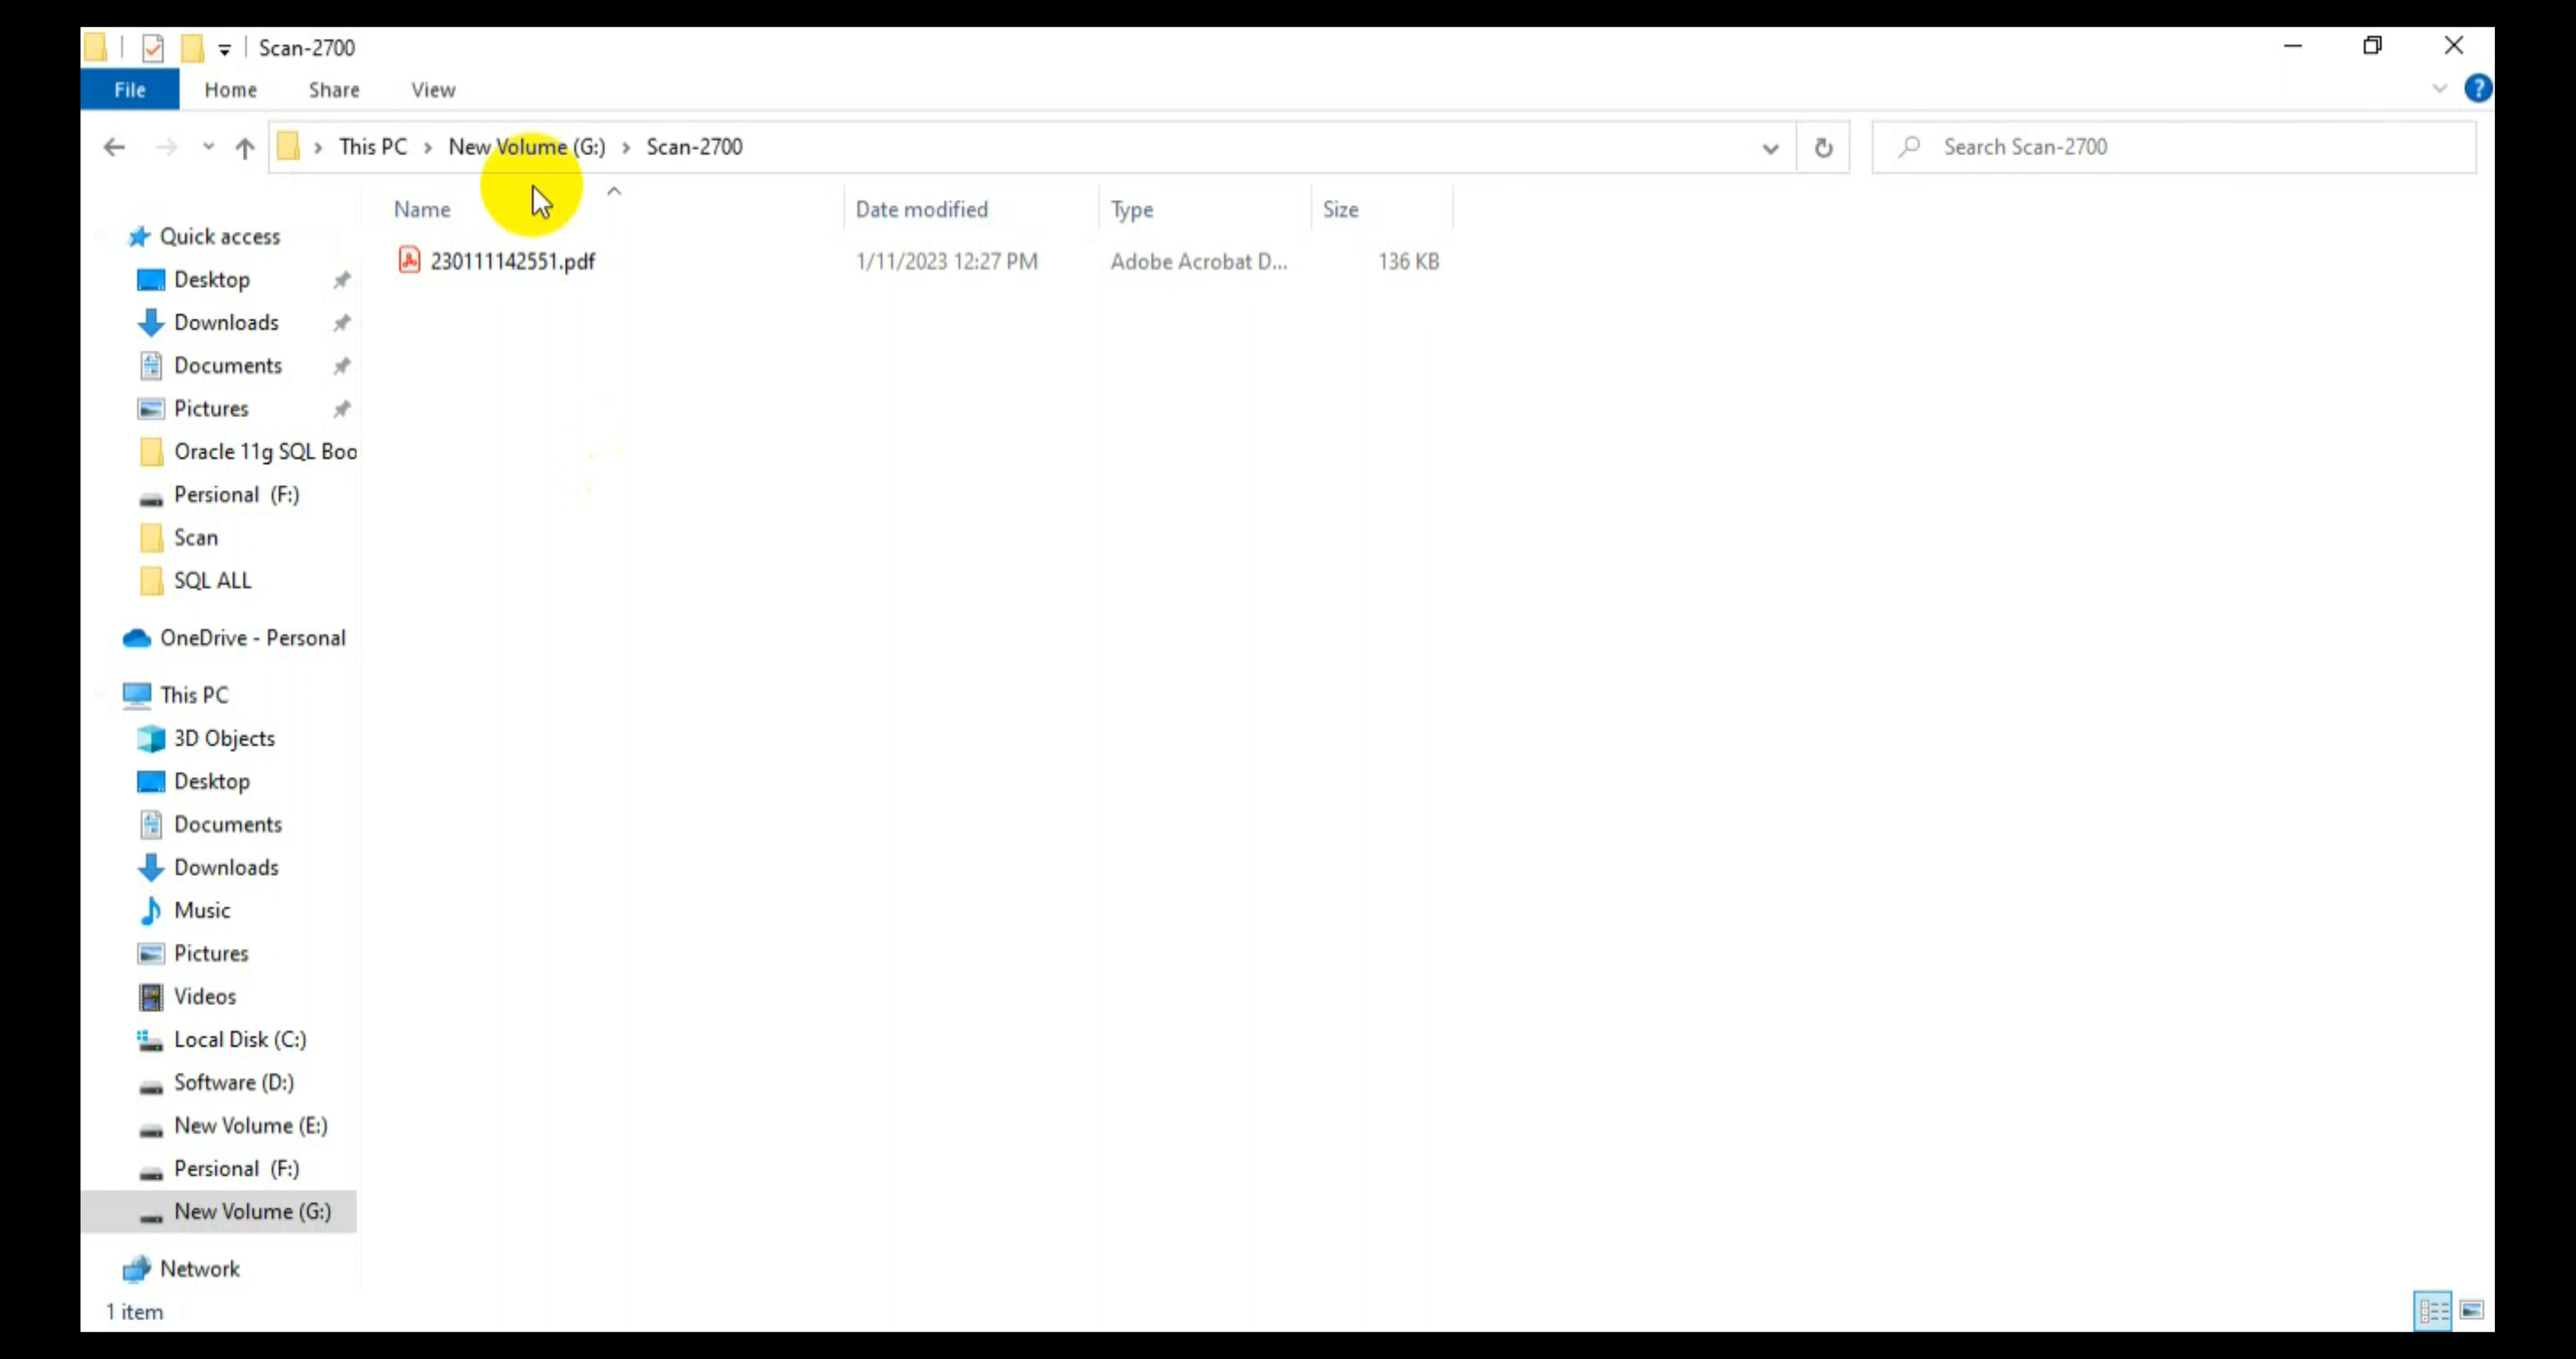 Scan-2700
File Home Share View
This PC New Volume (G:) Scan-2700
Search Scan-2700
Name Date modified Type Size
230111142551.pdf 1/11/2023 12:27 PM Adobe Acrobat D... 136 KB
Quick access
Desktop
Downloads
Documents
Pictures
Oracle 11g SQL Boo
Persional (F:)
Scan
SQL ALL
OneDrive - Personal
This PC
3D Objects
Desktop
Documents
Downloads
Music
Pictures
Videos
Local Disk (C:)
Software (D:)
New Volume (E:)
Persional (F:)
New Volume (G:)
Network
1 item